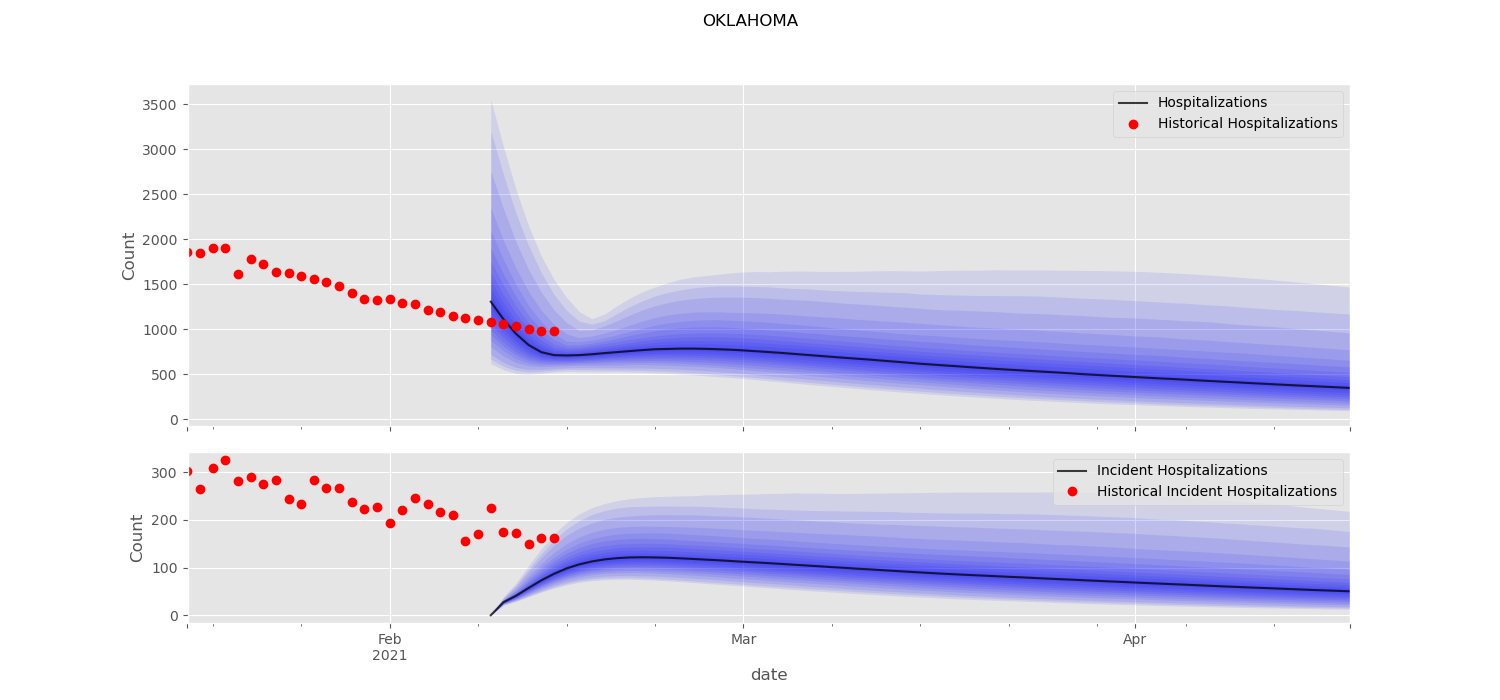 OKLAHOMA
3500
3000
2500
2000
1500
1000
500
0
Count
Hospitalizations
Historical Hospitalizations
300
200
100
0
Count
Incident Hospitalizations
Historical Incident Hospitalizations
Feb
2021
Mar
Apr
date